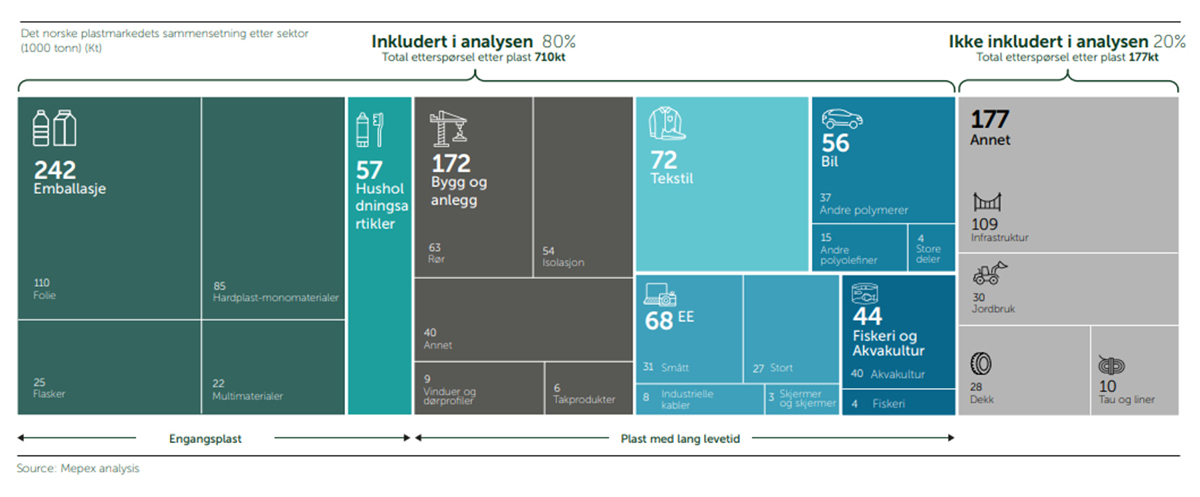 Det norske plastmarkedets sammensetning etter sektor
(1000 tonn) (Kt)
Inkludert i analysen 80%
Total etterspørsel etter plast 710kt
Ikke inkludert i analysen 20%
Total etterspørsel etter plast 177kt
242
Emballasje
110
Folie
85
Hardplast-monomaterialer
25
Flasker
22
Multimaterialer
57
Hushol
dningsa
rtikler
172
Bygg og
anlegg
63
Rør
54
Isolasjon
40
Annet
9
Vinduer og
dørprofiler
6
Takprodukter
72
Tekstil
56
Bil
37
Andre polymerer
15
Andre
polyolefiner
4
Store
deler
68 EE
31 Smått
27 Stort
8 Industrielle
kabler
3 Skjermer
og skjermer
44
Fiskeri og
Akvakultur
40 Akvakultur
4 Fiskeri
177
Annet
109
Infrastruktur
30
Jordbruk
28
Dekk
10
Tau og liner
Engangsplast
Plast med lang levetid
Source: Mepex analysis